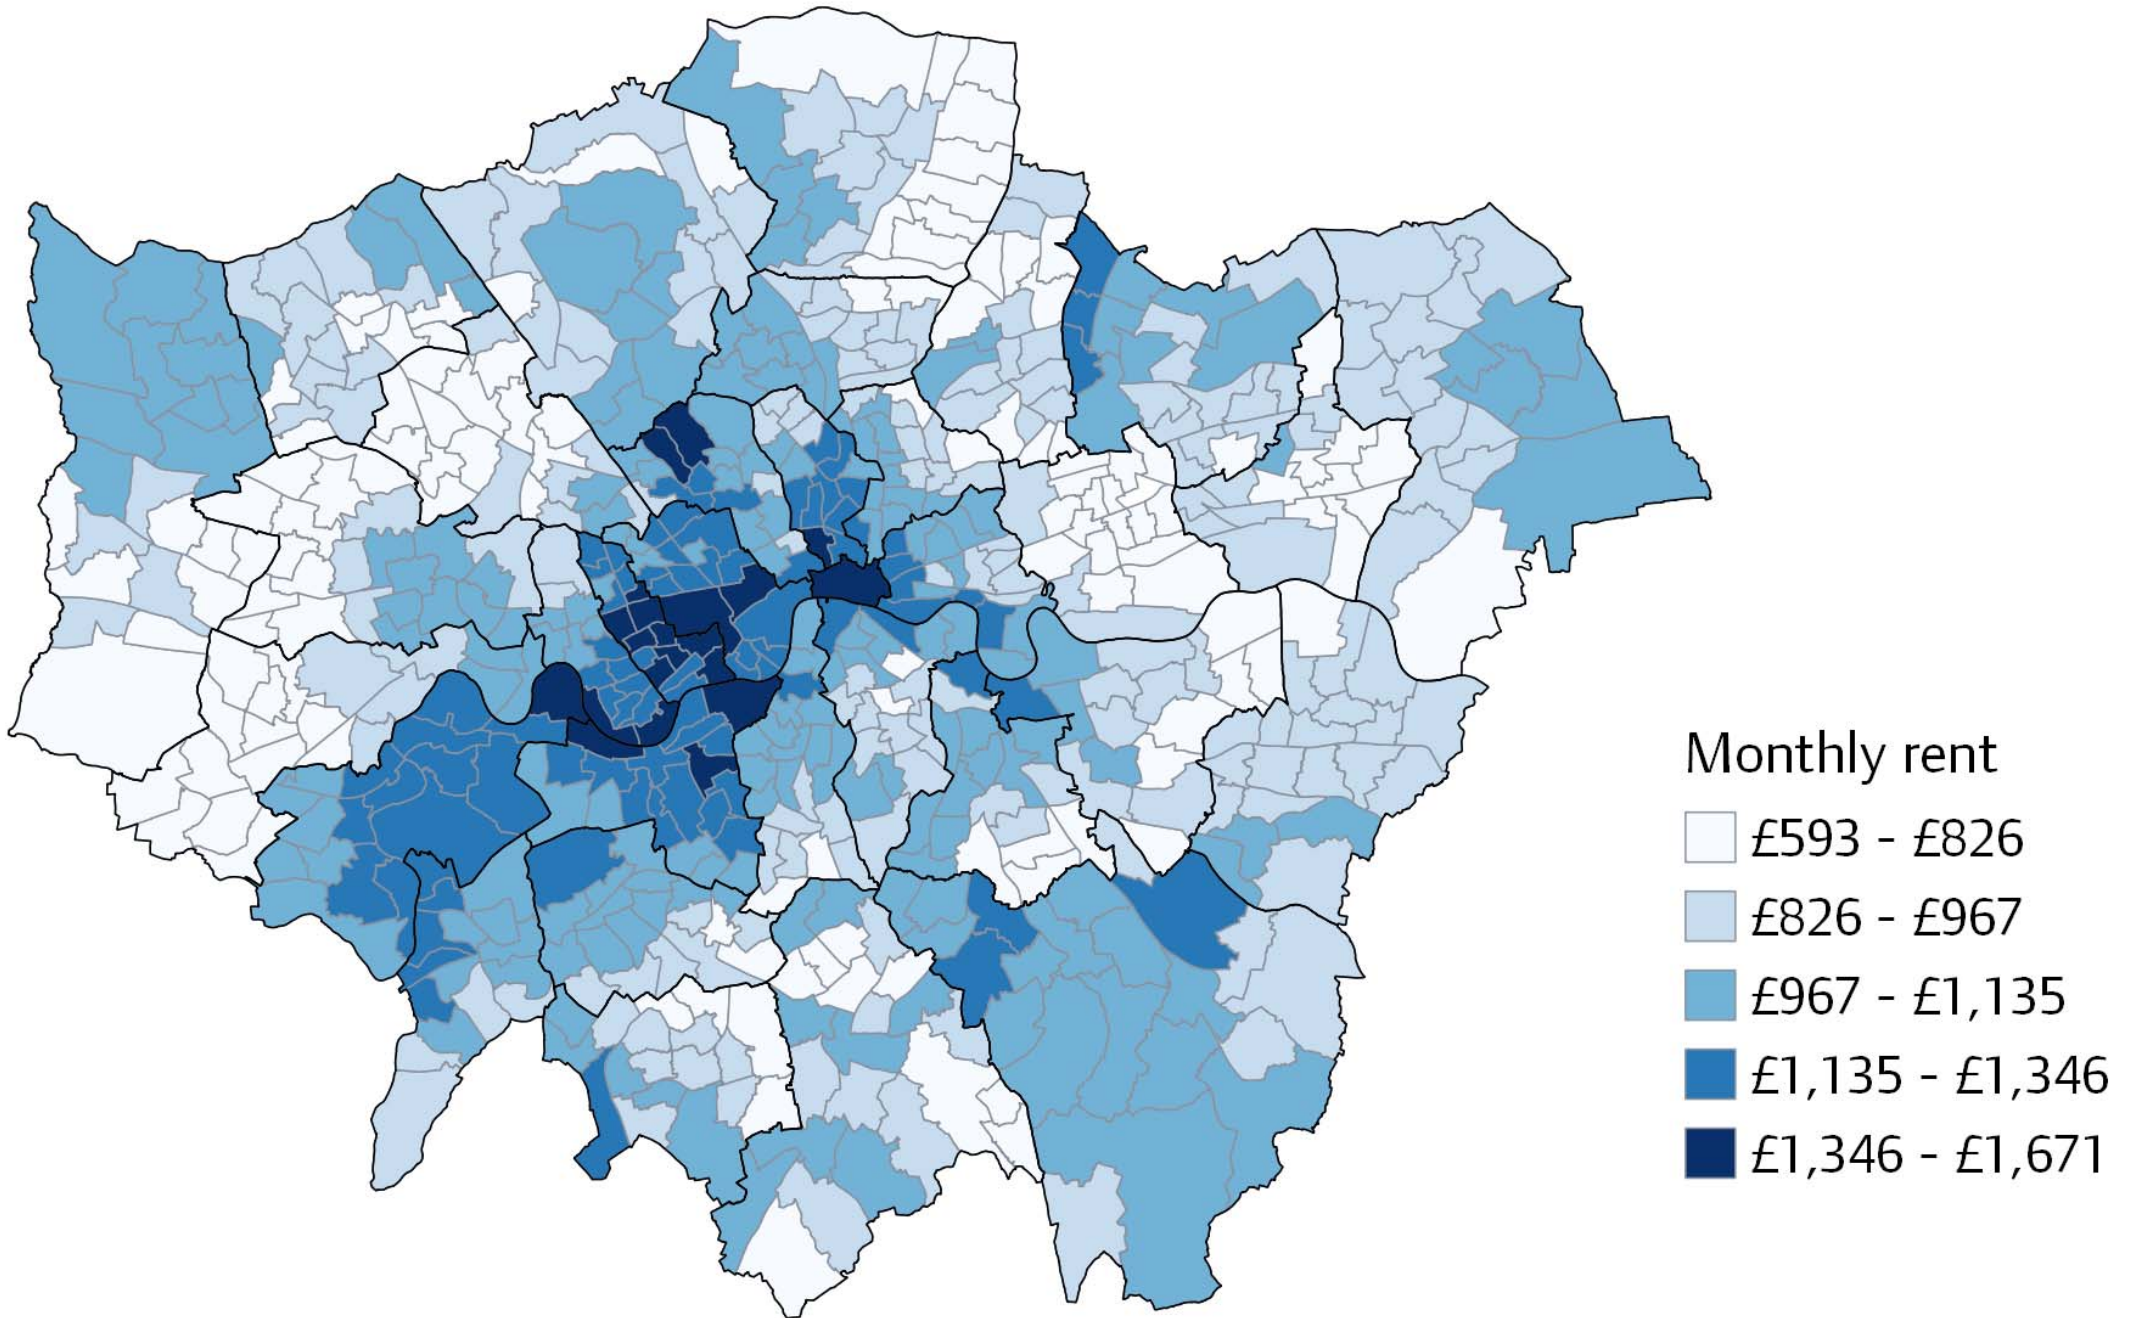 Monthly rent
£593 - £826
£826 - £967
£967 - £1,135
£1,135 - £1,346
£1,346 - £1,671